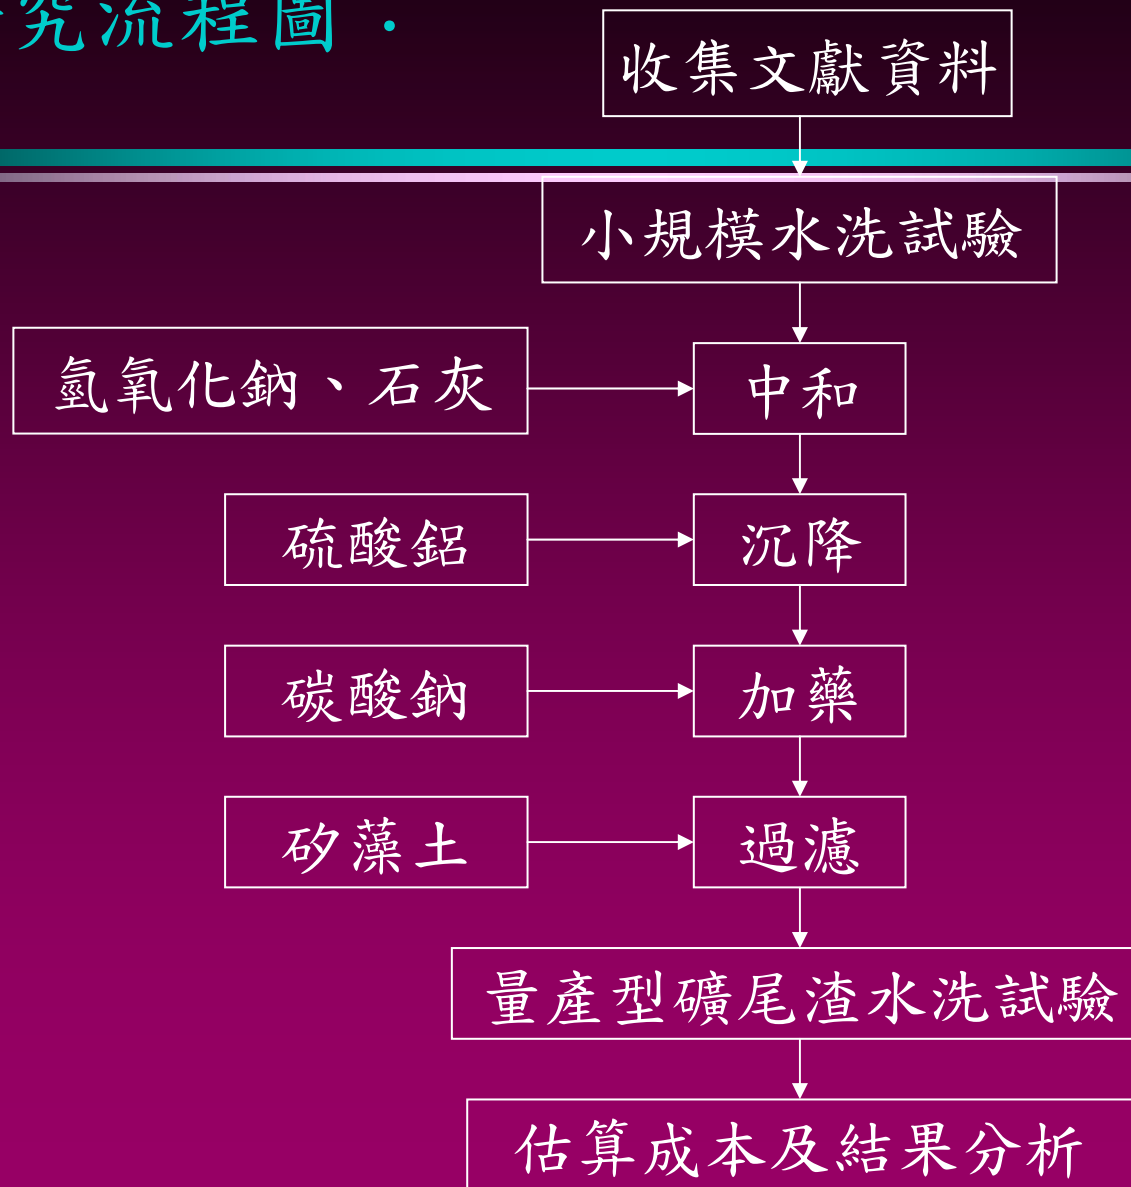 究流程圖．
收集文獻資料
小規模水洗試驗
氫氧化鈉、石灰
中和
硫酸鋁
沉降
碳酸鈉
加藥
矽藻土
過濾
量產型礦尾渣水洗試驗
估算成本及結果分析